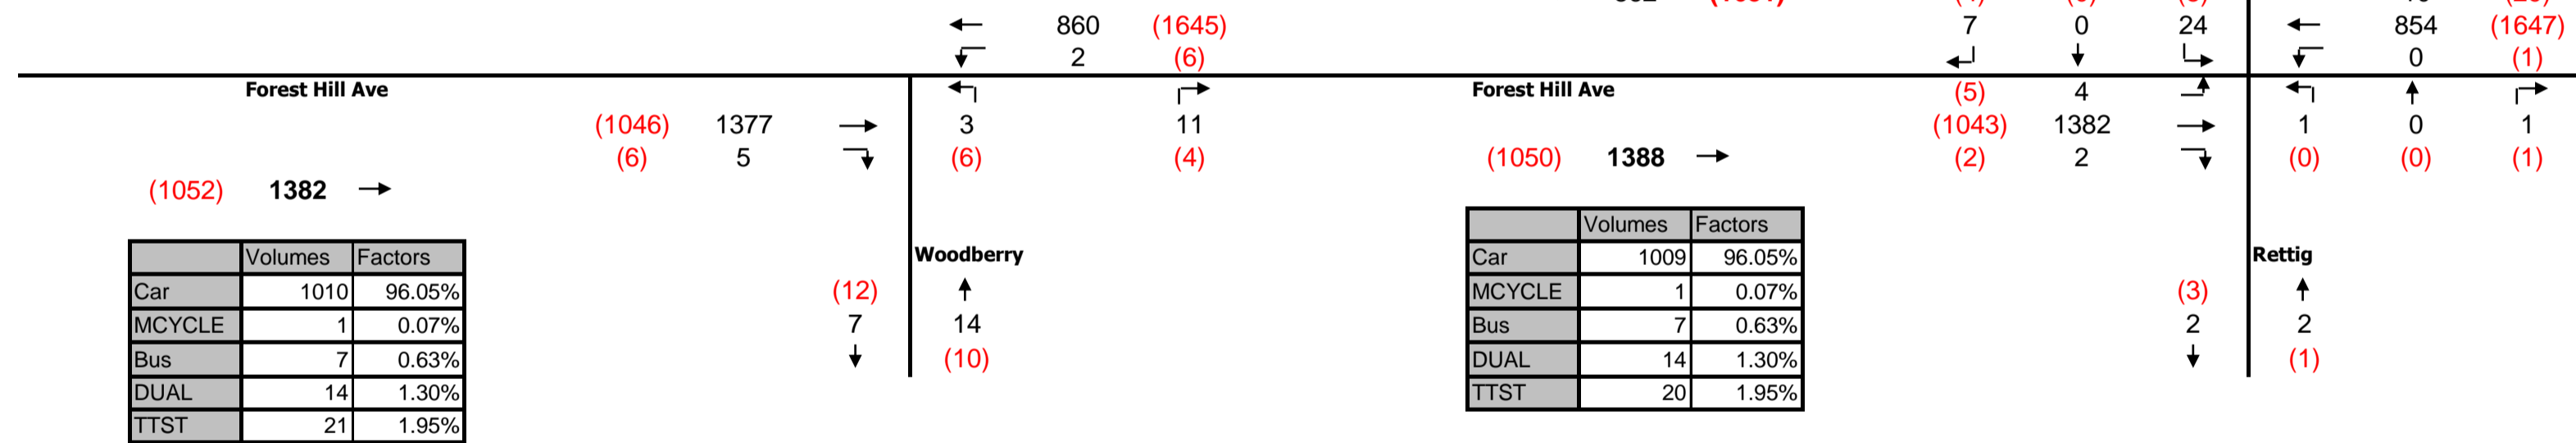 860 (1645) 7 0 24 854 (1647)
2 (6) 0 (1)
Forest Hill Ave Forest Hill Ave (5) 4
(1046) 1377 3 11 (1043) 1382 1 0 1
(6) 5 (6) (4) (1050) 1388 (2) 2 (0) (0) (1)
(1052) 1382
Volumes Factors
Car 1010 96.05%
MCYCLE 1 0.07%
Bus 7 0.63%
DUAL 14 1.30%
TTST 21 1.95%
Woodberry
(12)
7 14
(10)
Volumes Factors
Car 1009 96.05%
MCYCLE 1 0.07%
Bus 7 0.63%
DUAL 14 1.30%
TTST 20 1.95%
Rettig
(3)
2 2
(1)